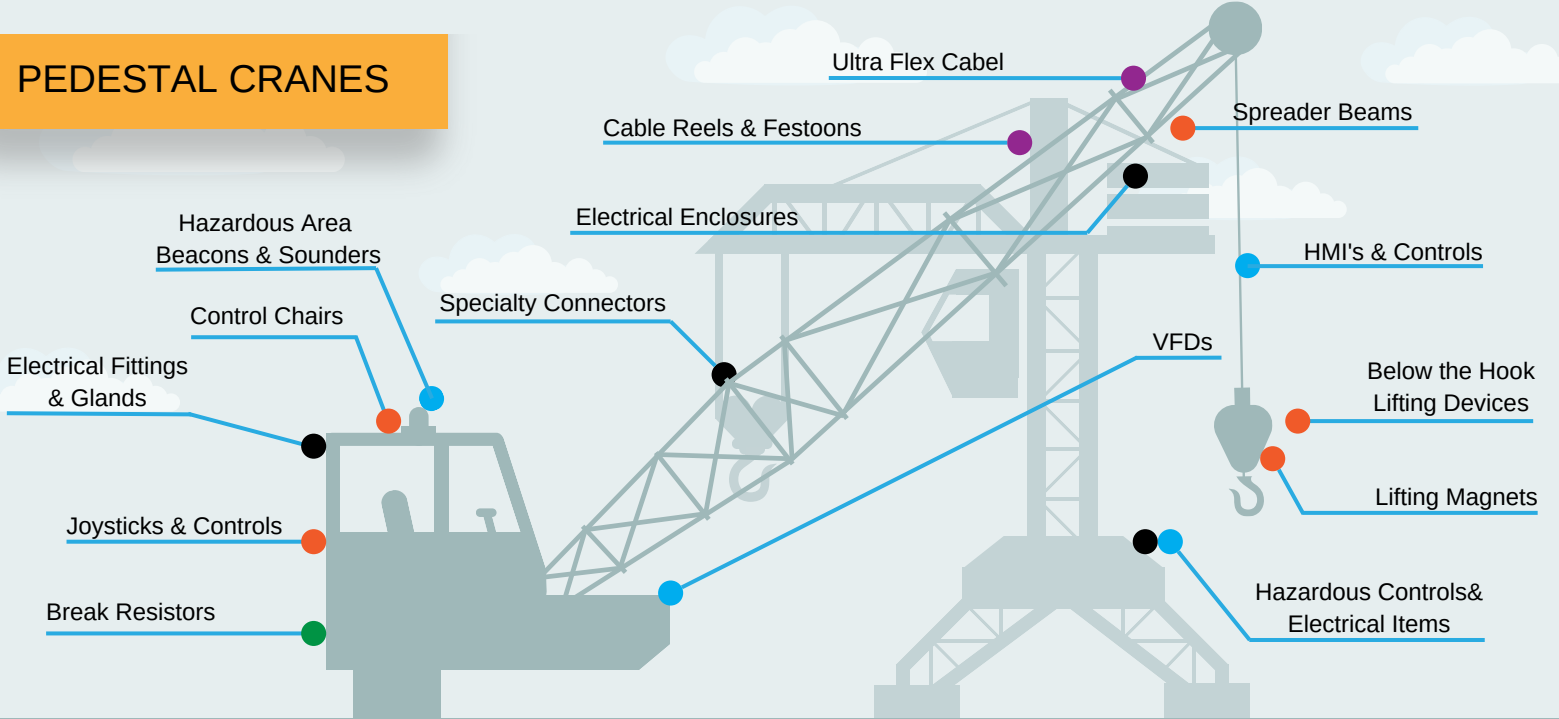 PEDESTAL CRANES
Ultra Flex Cabel
Cable Reels & Festoons
Spreader Beams
Electrical Enclosures
Hazardous Area
Beacons & Sounders
HMI's & Controls
Specialty Connectors
Control Chairs
VFDs
Electrical Fittings
& Glands
Below the Hook
Lifting Devices
Lifting Magnets
Joysticks & Controls
Hazardous Controls&
Electrical Items
Break Resistors